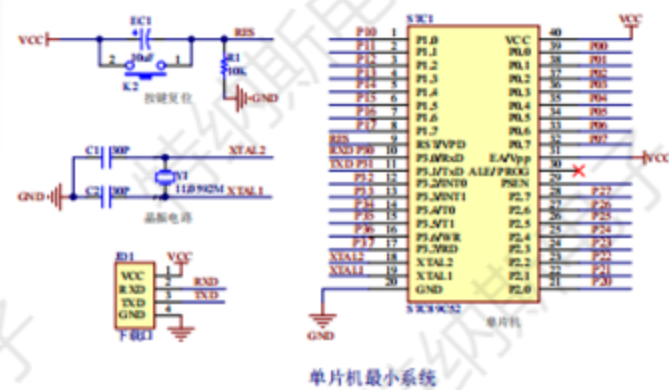 EC1
VCC
RES
2
10uF
1
K2
R1
10K
GND
按键复位
C1 30P
XTAL2
Y1
11.0592M
C2 30P
XTAL1
GND
晶振电路
JD1
VCC
VCC 1
RXD 2 RXD
TXD 3 TXD
GND 4
下载口
GND
STC1
VCC
P10 1 P1.0 VCC 40
P11 2 P1.1 P0.0 39 P00
P12 3 P1.2 P0.1 38 P01
P13 4 P1.3 P0.2 37 P02
P14 5 P1.4 P0.3 36 P03
P15 6 P1.5 P0.4 35 P04
P16 7 P1.6 P0.5 34 P05
P17 8 P1.7 P0.6 33 P06
RES 9 RST/VPD P0.7 32 P07
RXD P30 10 P3.0/RxD EA/Vpp 31 VCC
TXD P31 11 P3.1/TxD ALE/PROG 30
P32 12 P3.2/INT0 PSEN 29
P33 13 P3.3/INT1 P2.7 28 P27
P34 14 P3.4/T0 P2.6 27 P26
P35 15 P3.5/T1 P2.5 26 P25
P36 16 P3.6/WR P2.4 25 P24
P37 17 P3.7/RD P2.3 24 P23
XTAL2 18 XTAL2 P2.2 23 P22
XTAL1 19 XTAL1 P2.1 22 P21
20 GND P2.0 21 P20
STC89C52
单片机
单片机最小系统